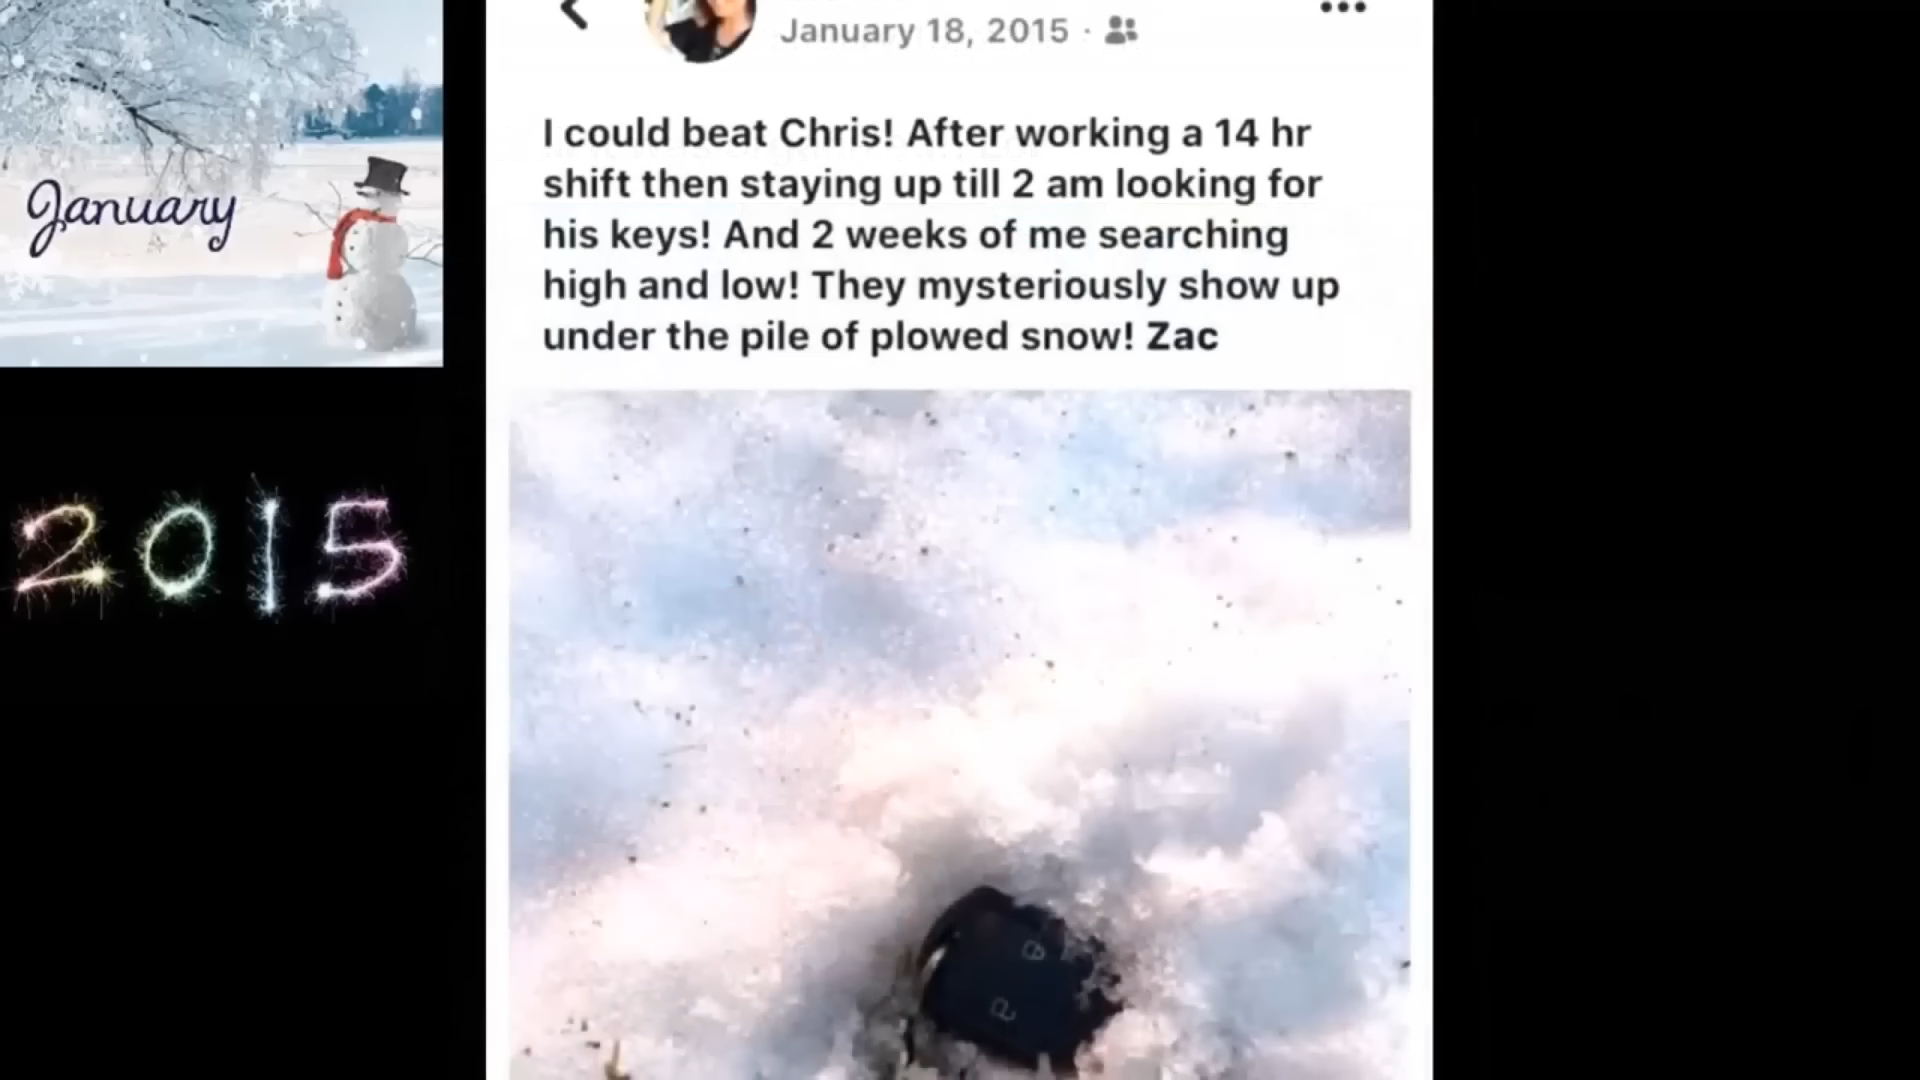 January
2015
January 18, 2015 ·
I could beat Chris! After working a 14 hr
shift then staying up till 2 am looking for
his keys! And 2 weeks of me searching
high and low! They mysteriously show up
under the pile of plowed snow! Zac